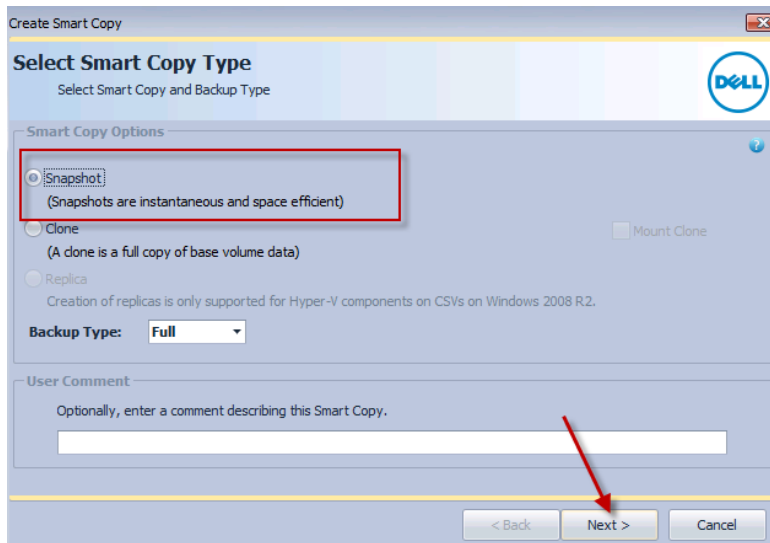 Create Smart Copy
Select Smart Copy Type
Select Smart Copy and Backup Type
DELL
Smart Copy Options
?
Snapshot
(Snapshots are instantaneous and space efficient)
Clone
Mount Clone
(A clone is a full copy of base volume data)
Replica
Creation of replicas is only supported for Hyper-V components on CSVs on Windows 2008 R2.
Backup Type: Full
User Comment
Optionally, enter a comment describing this Smart Copy.
< Back Next > Cancel